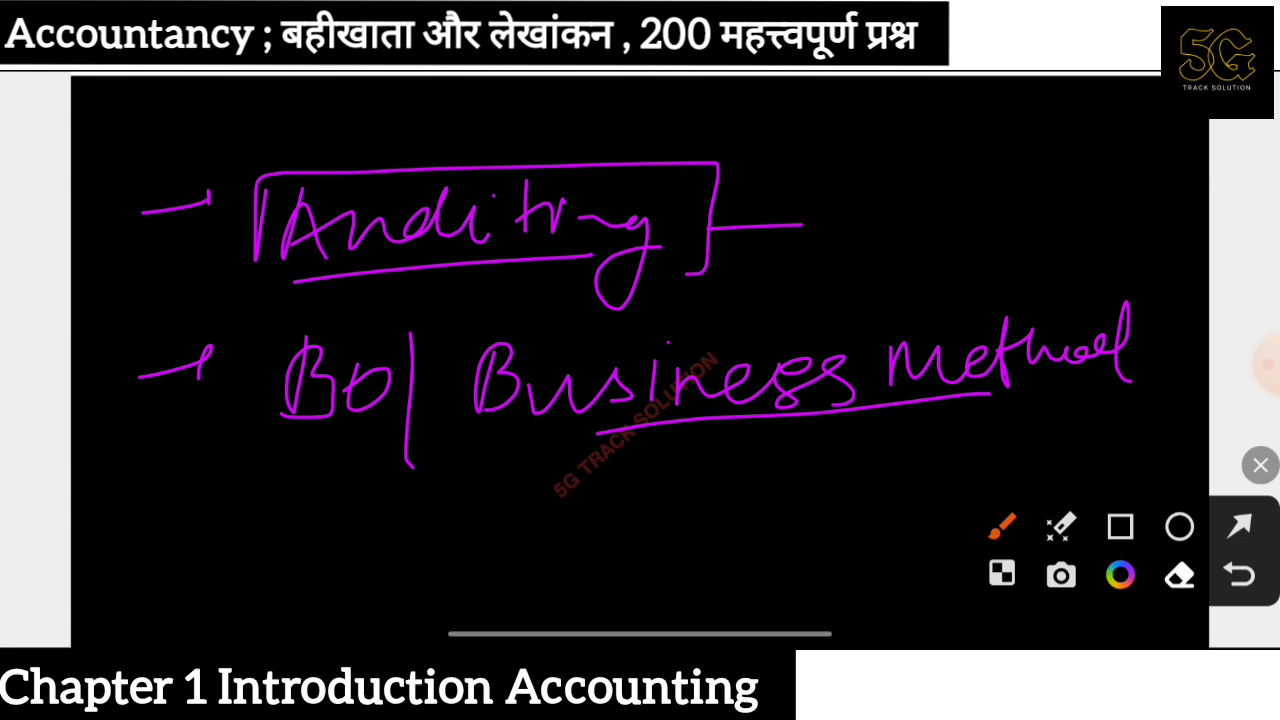 Accountancy ; बहीखाता और लेखांकन , 200 महत्त्वपूर्ण प्रश्न
5G
TRACK SOLUTION
Auditing
BO| Business Method
5G TRACK SOLUTION
Chapter 1 Introduction Accounting